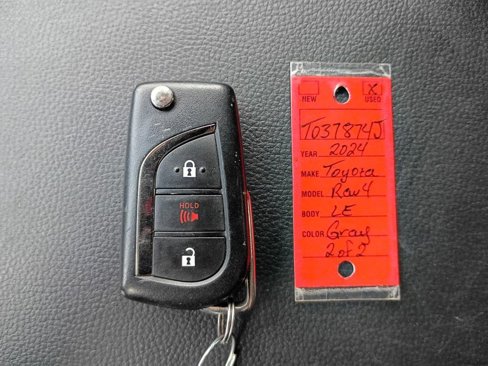 HOLD
NEW
X
USED
T037874J
YEAR 2024
MAKE Toyota
MODEL Rav4
BODY LE
COLOR Gray
2 of 2